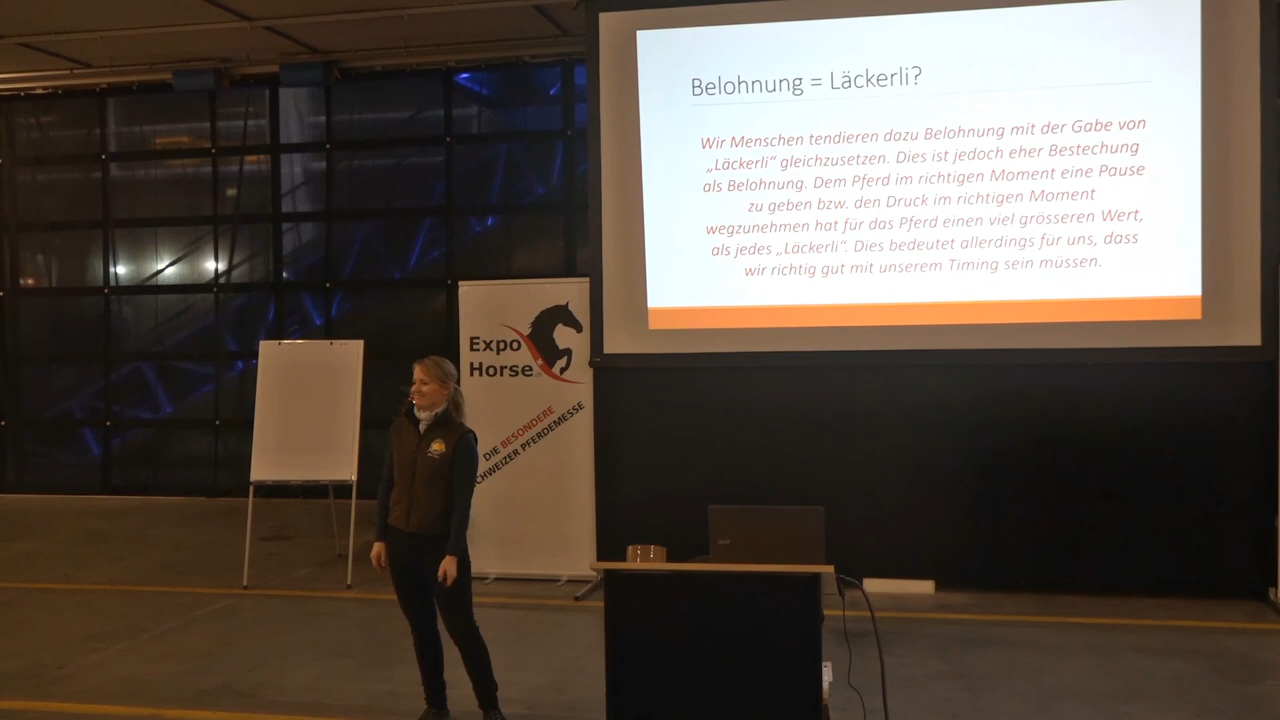 Belohnung = Läckerli?
Wir Menschen tendieren dazu Belohnung mit der Gabe von
„Läckerli“ gleichzusetzen. Dies ist jedoch eher Bestechung
als Belohnung. Dem Pferd im richtigen Moment eine Pause
zu geben bzw. den Druck im richtigen Moment
wegzunehmen hat für das Pferd einen viel grösseren Wert,
als jedes „Läckerli“. Dies bedeutet allerdings für uns, dass
wir richtig gut mit unserem Timing sein müssen.
Expo
Horse.ch
DIE BESONDERE
CHWEIZER PFERDEMESSE
acer